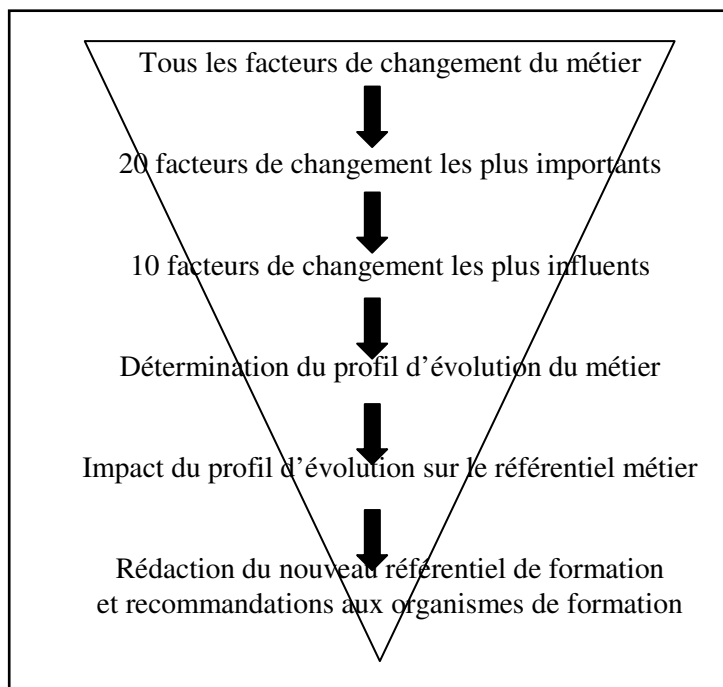 Tous les facteurs de changement du métier
20 facteurs de changement les plus importants
10 facteurs de changement les plus influents
Détermination du profil d’évolution du métier
Impact du profil d’évolution sur le référentiel métier
Rédaction du nouveau référentiel de formation
et recommandations aux organismes de formation